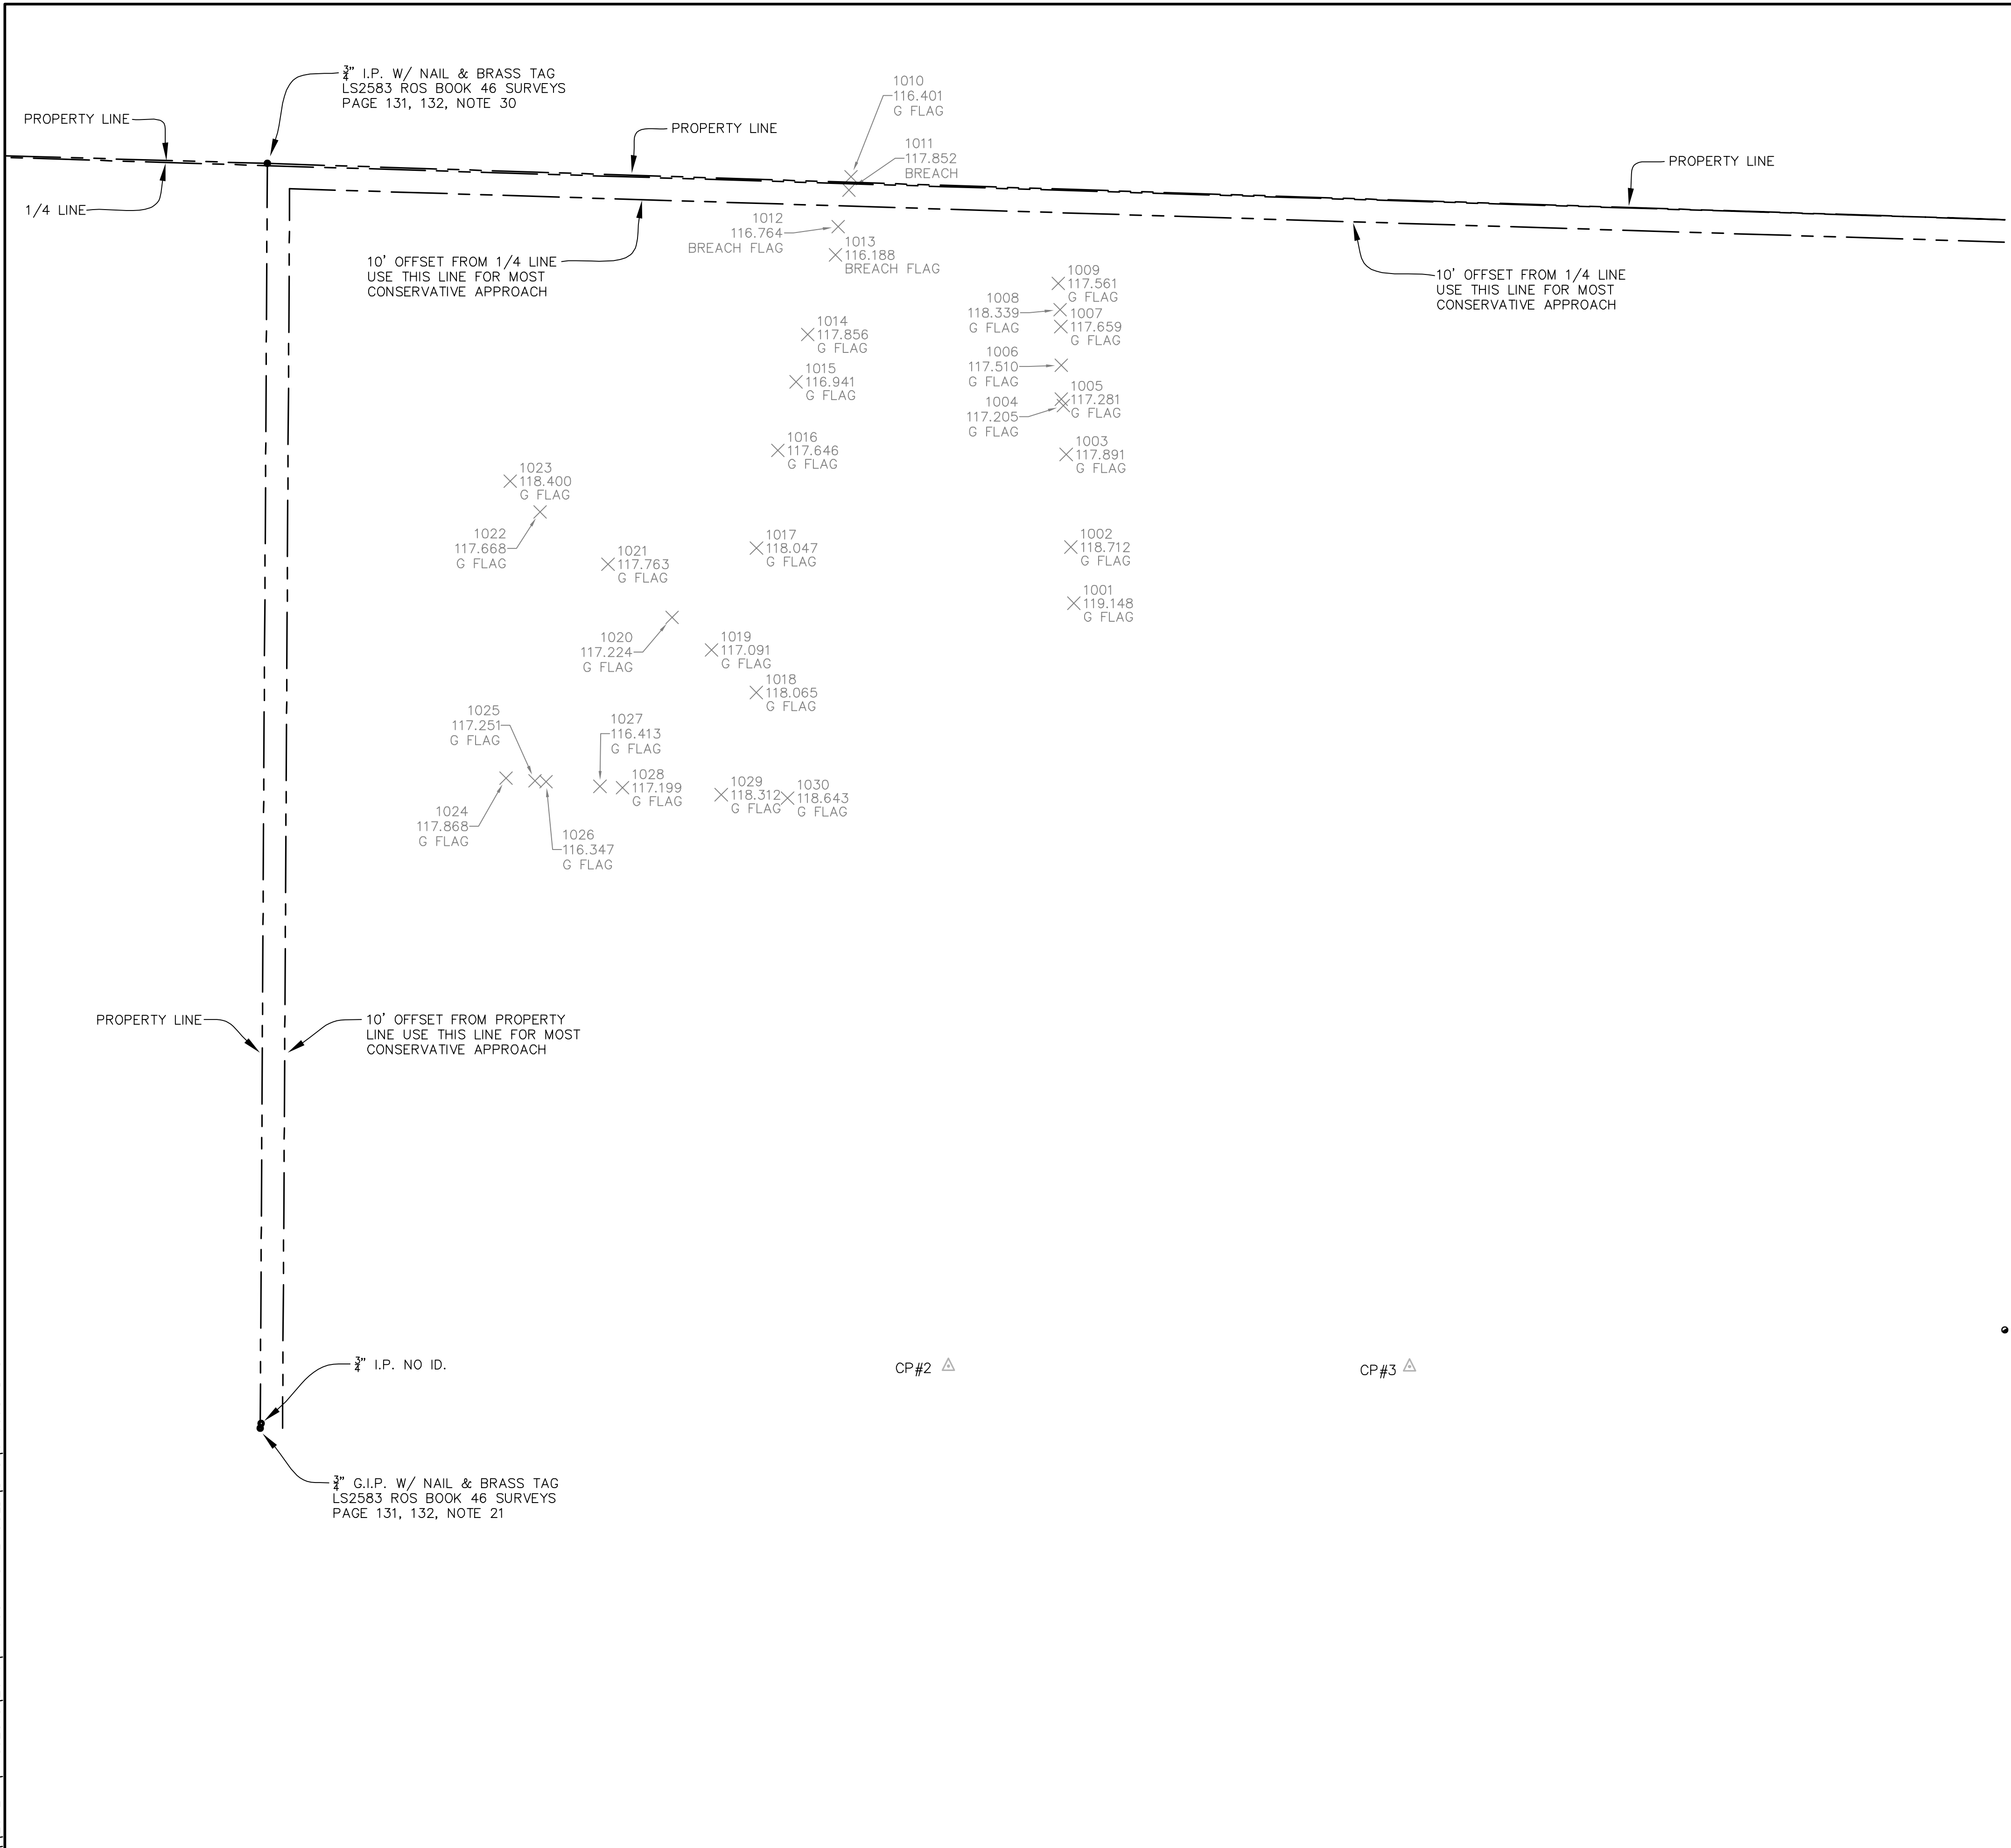 ¾" I.P. W/ NAIL & BRASS TAG
LS2583 ROS BOOK 46 SURVEYS
PAGE 131, 132, NOTE 30
PROPERTY LINE
PROPERTY LINE
1010
116.401
G FLAG
1011
117.852
BREACH
PROPERTY LINE
1/4 LINE
1012
116.764
BREACH FLAG
1013
116.188
BREACH FLAG
10' OFFSET FROM 1/4 LINE
USE THIS LINE FOR MOST
CONSERVATIVE APPROACH
10' OFFSET FROM 1/4 LINE
USE THIS LINE FOR MOST
CONSERVATIVE APPROACH
1009
117.561
G FLAG
1008
118.339
G FLAG
1007
117.659
G FLAG
1014
117.856
G FLAG
1006
117.510
G FLAG
1015
116.941
G FLAG
1005
117.281
G FLAG
1004
117.205
G FLAG
1016
117.646
G FLAG
1003
117.891
G FLAG
1023
118.400
G FLAG
1022
117.668
G FLAG
1017
118.047
G FLAG
1002
118.712
G FLAG
1021
117.763
G FLAG
1001
119.148
G FLAG
1020
117.224
G FLAG
1019
117.091
G FLAG
1018
118.065
G FLAG
1025
117.251
G FLAG
1027
116.413
G FLAG
1028
117.199
G FLAG
1029
118.312
G FLAG
1030
118.643
G FLAG
1024
117.868
G FLAG
1026
116.347
G FLAG
PROPERTY LINE
10' OFFSET FROM PROPERTY
LINE USE THIS LINE FOR MOST
CONSERVATIVE APPROACH
¾" I.P. NO ID.
CP#2
CP#3
¾" G.I.P. W/ NAIL & BRASS TAG
LS2583 ROS BOOK 46 SURVEYS
PAGE 131, 132, NOTE 21